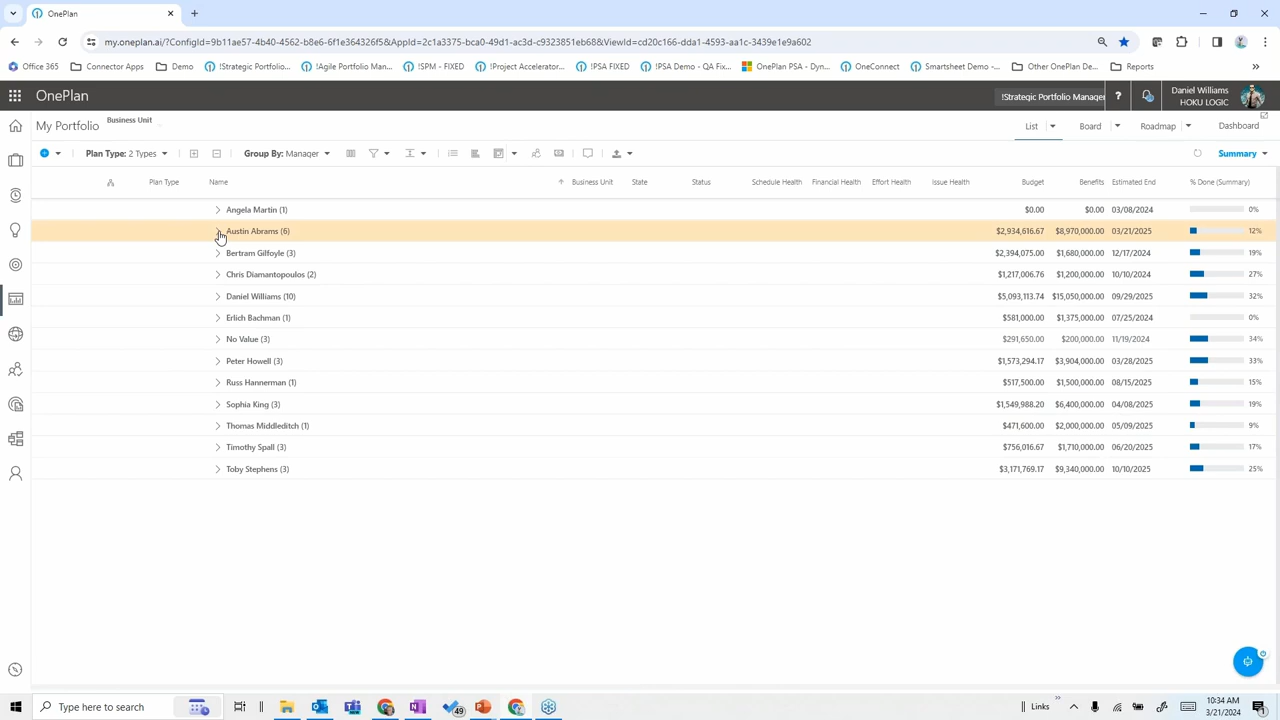 OnePlan
my.oneplan.ai/?ConfigId=9b11ae57-4b40-4562-b8e6-6f1e364326f5&AppId=2c1a3375-bca0-49d1-ac3d-c9323851eb68&ViewId=cd20c166-dda1-4593-aa1c-3439e1e9a602
Office 365 Connector Apps Demo !Strategic Portfolio... !Agile Portfolio Man... !SPM - FIXED !Project Accelerator... !PSA FIXED !PSA Demo - QA Fix... OnePlan PSA - Dyn... OneConnect Smartsheet Demo -... Other OnePlan De... Reports
OnePlan !Strategic Portfolio Manager ? Daniel Williams
HOKU LOGIC
My Portfolio Business Unit List Board Roadmap Dashboard
Plan Type: 2 Types Group By: Manager Summary
Plan Type Name Business Unit State Status Schedule Health Financial Health Effort Health Issue Health Budget Benefits Estimated End % Done (Summary)
Angela Martin (1) $0.00 $0.00 03/08/2024 0%
Austin Abrams (6) $2,934,616.67 $8,970,000.00 03/21/2025 12%
Bertram Gilfoyle (3) $2,394,075.00 $1,680,000.00 12/17/2024 19%
Chris Diamantopoulos (2) $1,217,006.76 $1,200,000.00 10/10/2024 27%
Daniel Williams (10) $5,093,113.74 $15,050,000.00 09/29/2025 32%
Erlich Bachman (1) $581,000.00 $1,375,000.00 07/25/2024 0%
No Value (3) $291,650.00 $200,000.00 11/19/2024 34%
Peter Howell (3) $1,573,294.17 $3,904,000.00 03/28/2025 33%
Russ Hannerman (1) $517,500.00 $1,500,000.00 08/15/2025 15%
Sophia King (3) $1,549,988.20 $6,400,000.00 04/08/2025 19%
Thomas Middleditch (1) $471,600.00 $2,000,000.00 05/09/2025 9%
Timothy Spall (3) $756,016.67 $1,710,000.00 06/20/2025 17%
Toby Stephens (3) $3,171,769.17 $9,340,000.00 10/10/2025 25%
Type here to search 49 Links 10:34 AM
3/21/2024